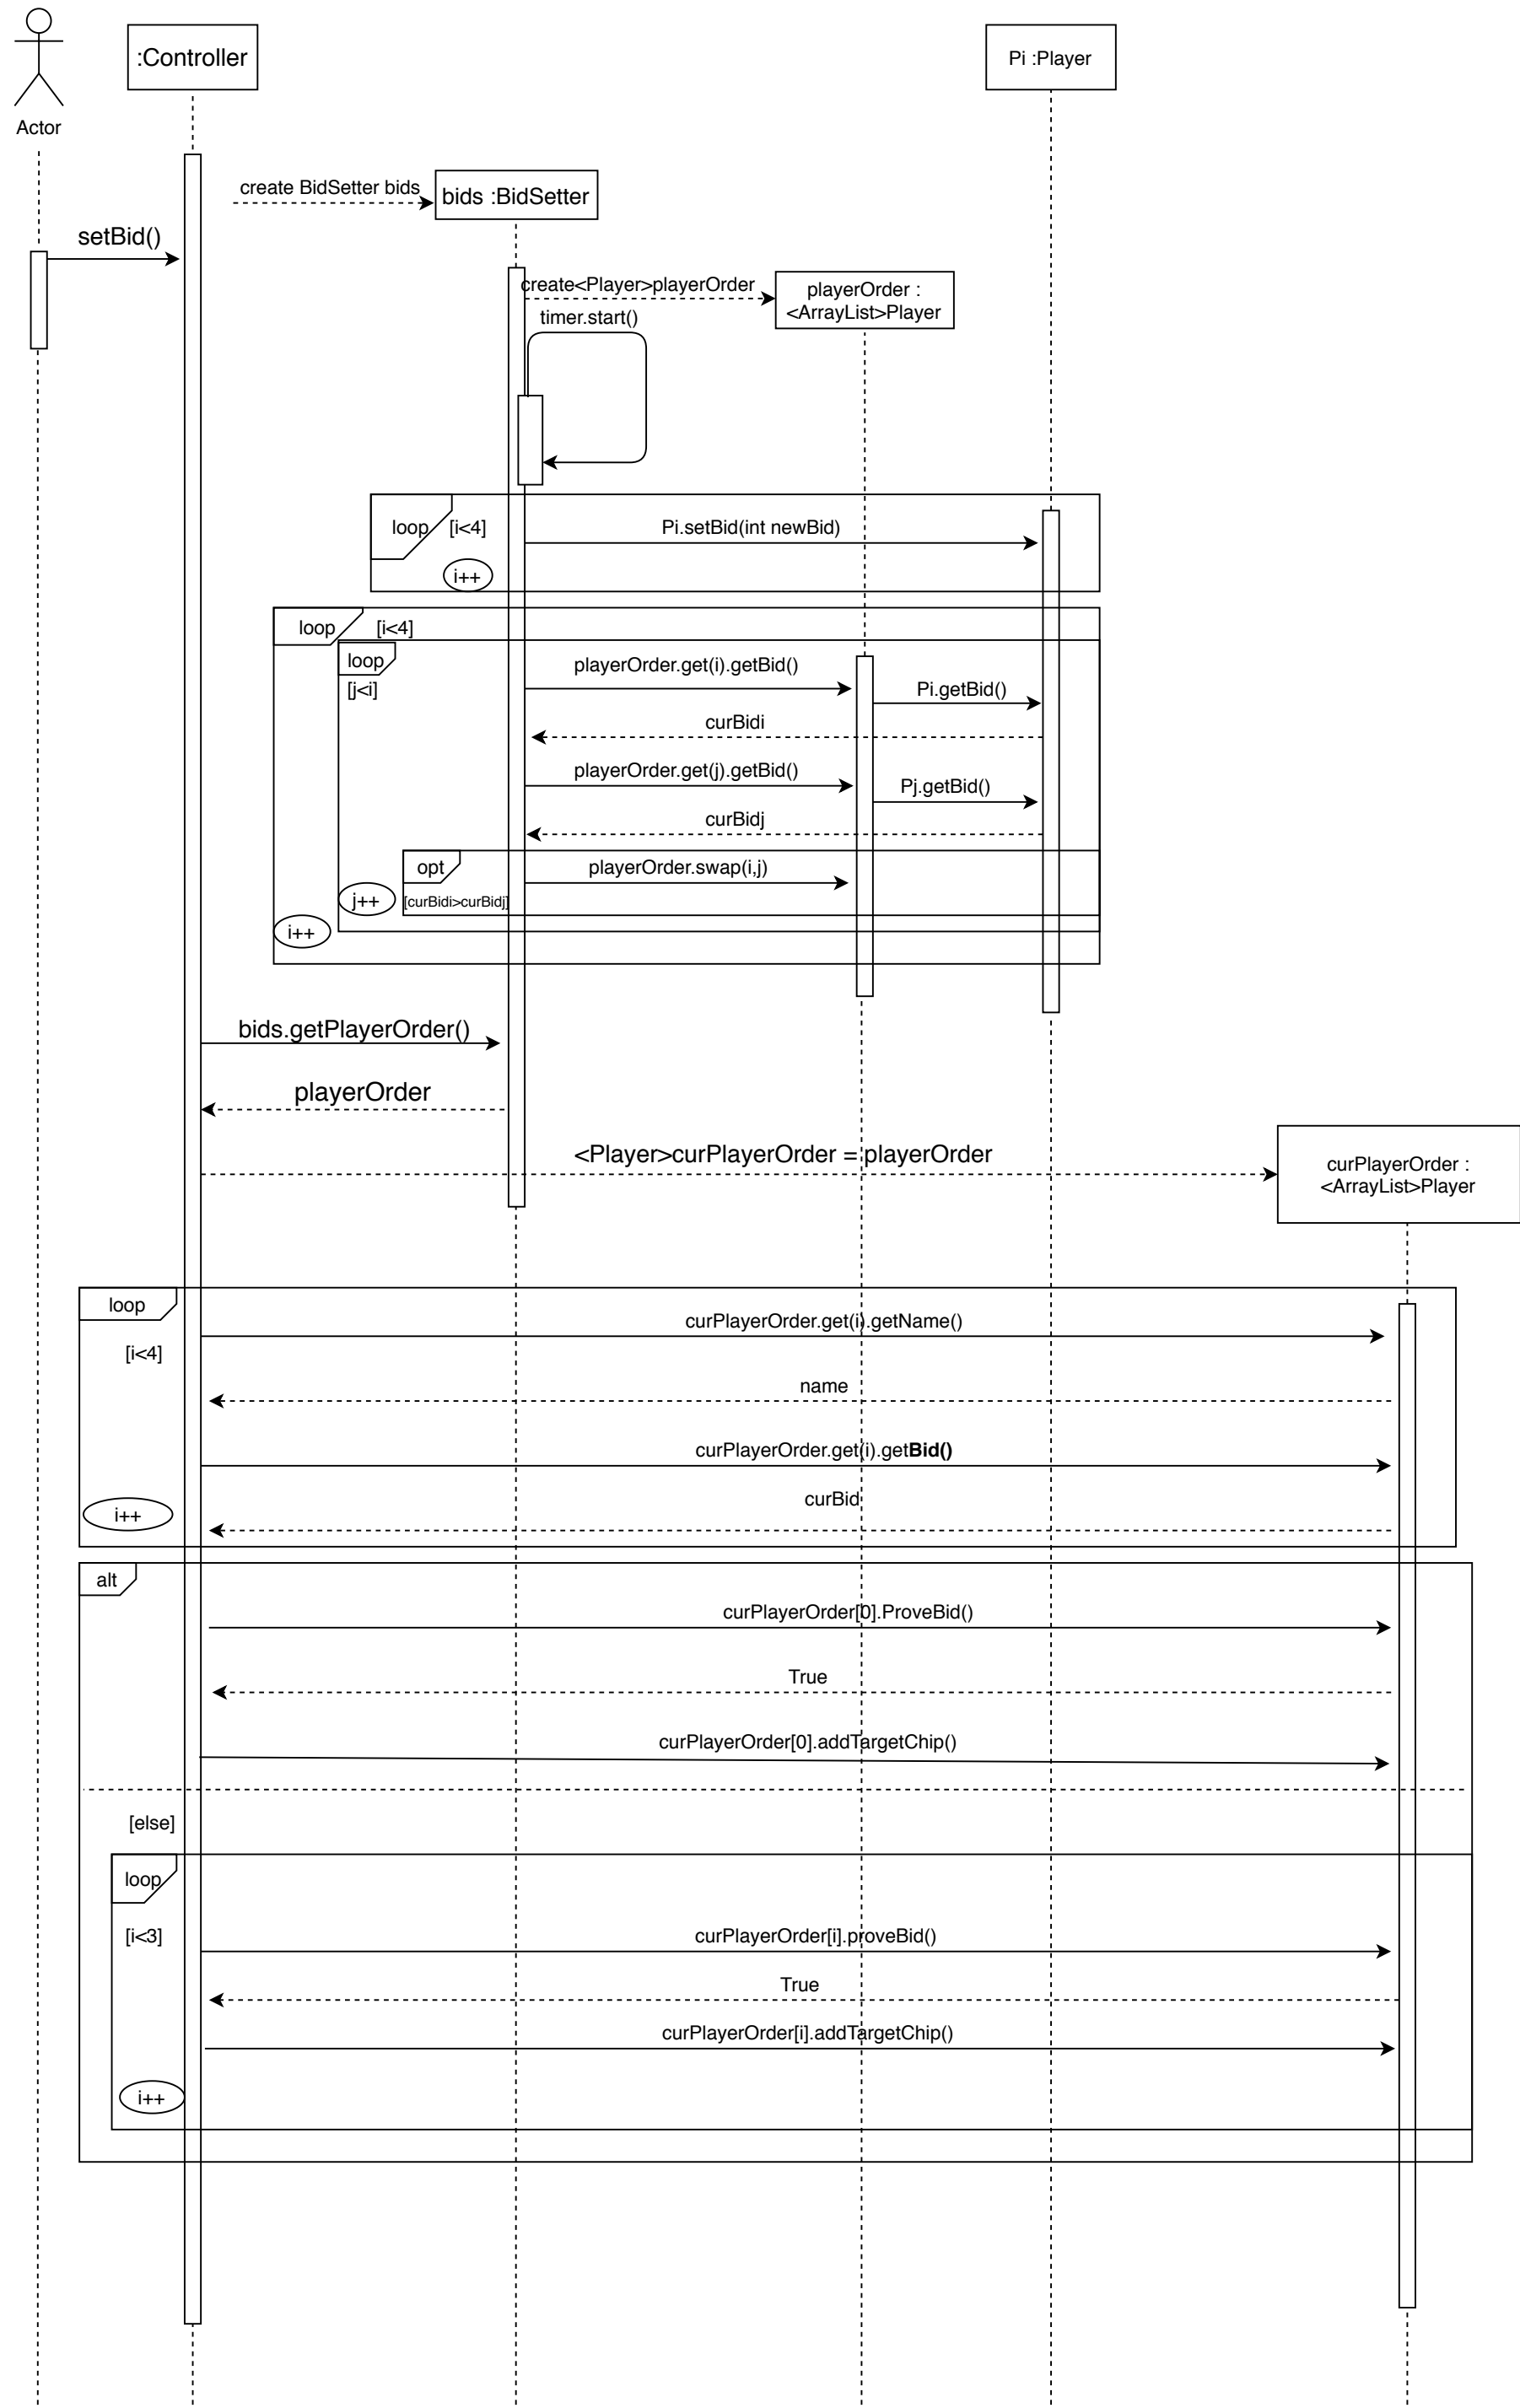 Actor
:Controller
Pi :Player
create BidSetter bids
bids :BidSetter
setBid()
create<Player>playerOrder
playerOrder :
<ArrayList>Player
timer.start()
loop
[i<4]
Pi.setBid(int newBid)
i++
loop
[i<4]
loop
[j<i]
playerOrder.get(i).getBid()
Pi.getBid()
curBidi
playerOrder.get(j).getBid()
Pj.getBid()
curBidj
opt
playerOrder.swap(i,j)
[curBidi>curBidj]
j++
i++
bids.getPlayerOrder()
playerOrder
<Player>curPlayerOrder = playerOrder
curPlayerOrder :
<ArrayList>Player
loop
curPlayerOrder.get(i).getName()
[i<4]
name
curPlayerOrder.get(i).getBid()
curBid
i++
alt
curPlayerOrder[0].ProveBid()
True
curPlayerOrder[0].addTargetChip()
[else]
loop
[i<3]
curPlayerOrder[i].proveBid()
True
curPlayerOrder[i].addTargetChip()
i++